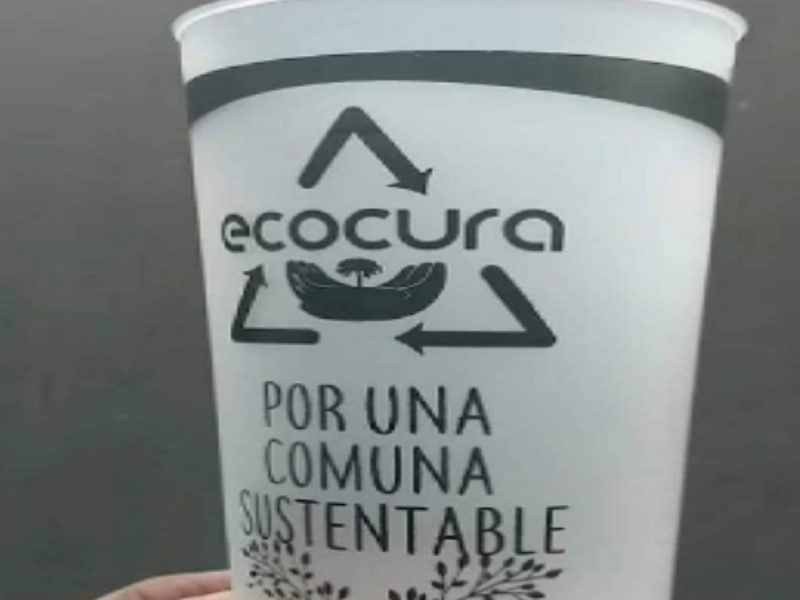 ecocura
POR UNA
COMUNA
SUSTENTABLE